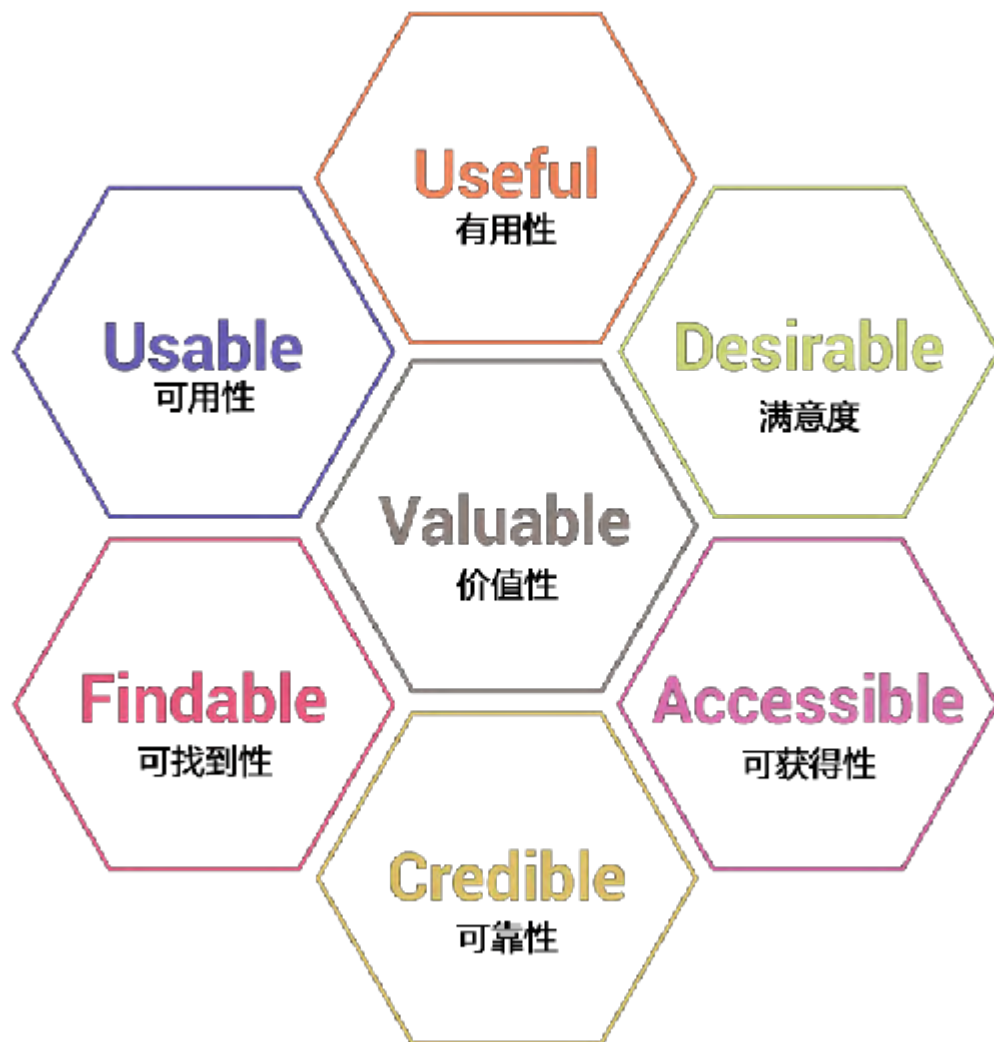 Useful
有用性
Usable
可用性
Desirable
满意度
Valuable
价值性
Findable
可找到性
Accessible
可获得性
Credible
可靠性